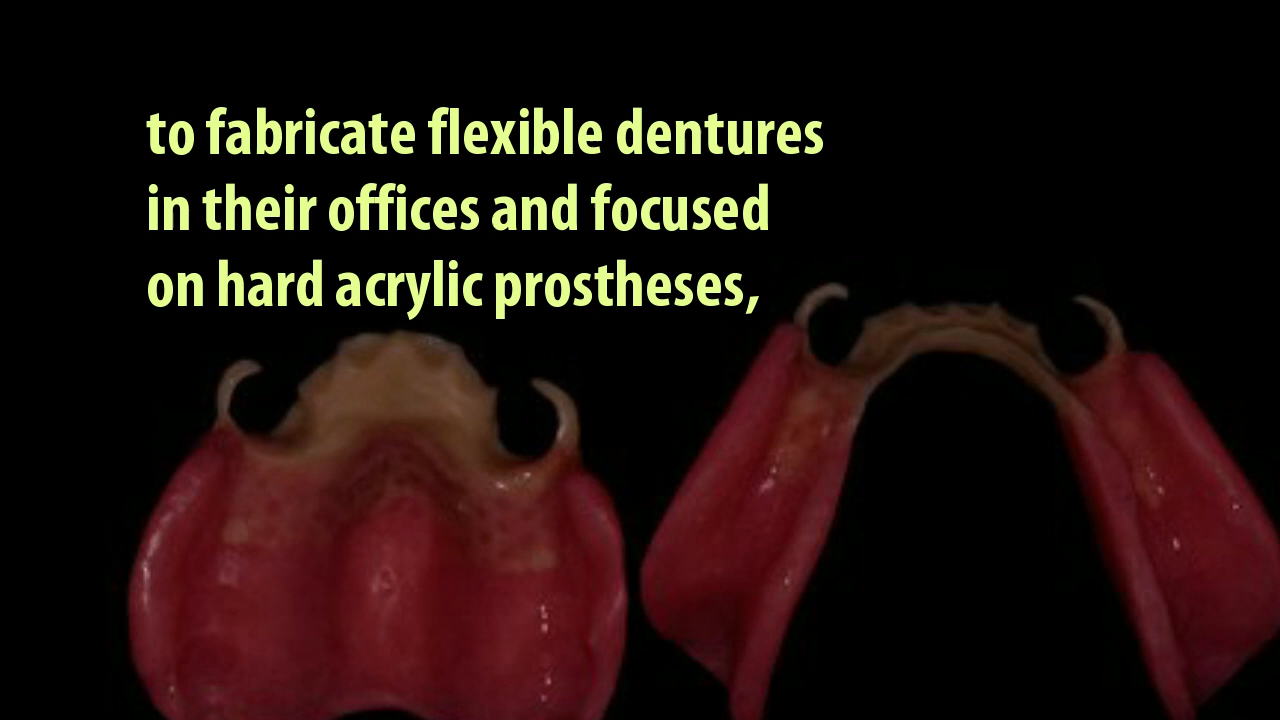 to fabricate flexible dentures
in their offices and focused
on hard acrylic prostheses,